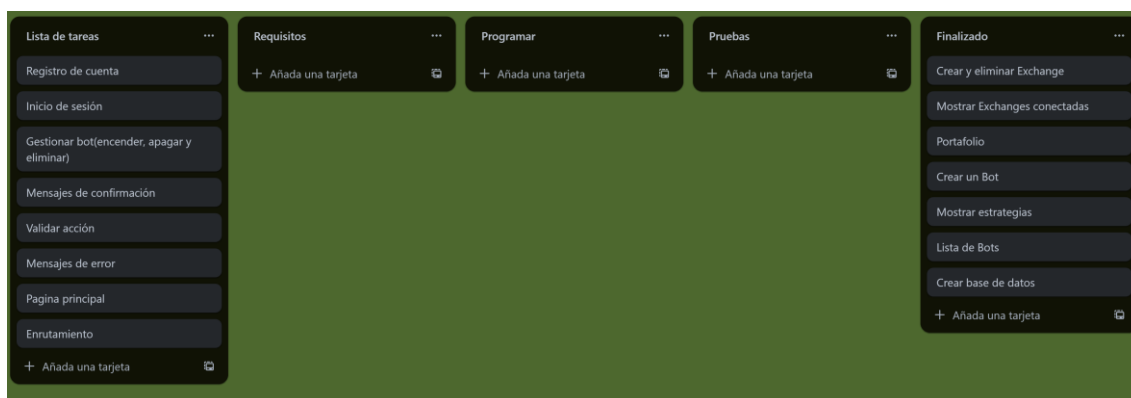 Lista de tareas
Registro de cuenta
Inicio de sesión
Gestionar bot(encender, apagar y
eliminar)
Mensajes de confirmación
Validar acción
Mensajes de error
Pagina principal
Enrutamiento
+ Añada una tarjeta
Requisitos
+ Añada una tarjeta
Programar
+ Añada una tarjeta
Pruebas
+ Añada una tarjeta
Finalizado
Crear y eliminar Exchange
Mostrar Exchanges conectadas
Portafolio
Crear un Bot
Mostrar estrategias
Lista de Bots
Crear base de datos
+ Añada una tarjeta